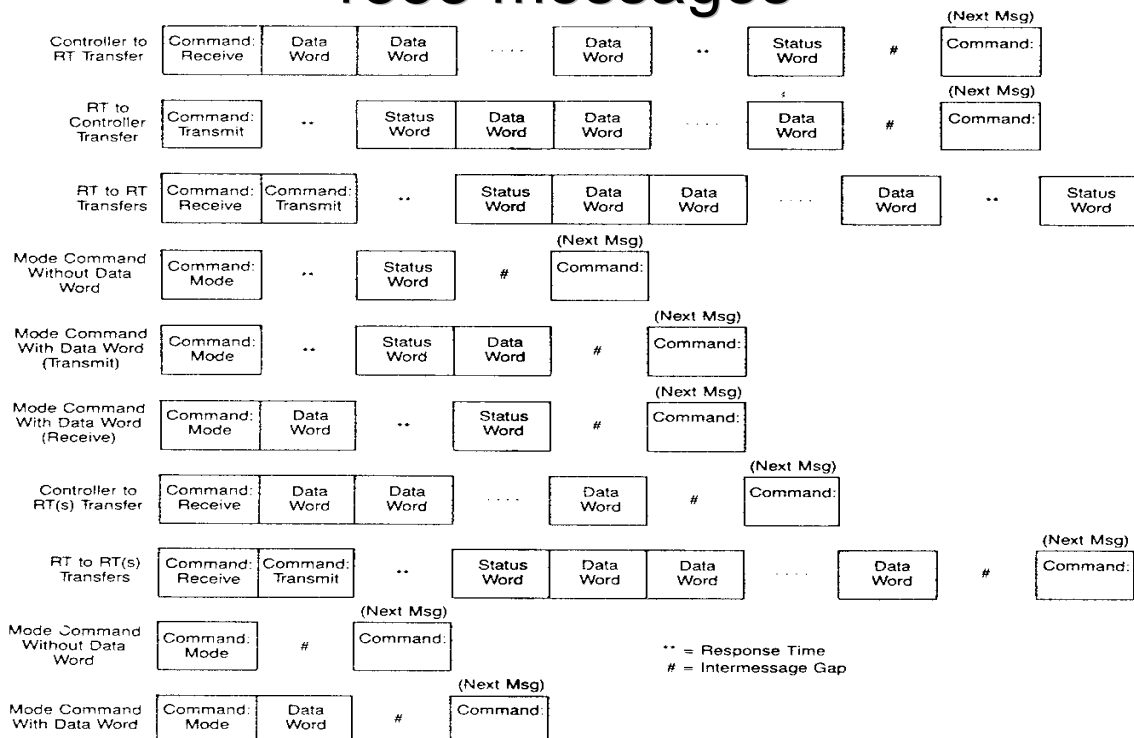 1553 messages
(Next Msg)
Controller to
RT Transfer
Command:
Receive
Data
Word
Data
Word
....
Data
Word
**
Status
Word
#
Command:
(Next Msg)
RT to
Controller
Transfer
Command:
Transmit
**
Status
Word
Data
Word
Data
Word
....
Data
Word
#
Command:
RT to RT
Transfers
Command:
Receive
Command:
Transmit
**
Status
Word
Data
Word
Data
Word
....
Data
Word
**
Status
Word
(Next Msg)
Mode Command
Without Data
Word
Command:
Mode
**
Status
Word
#
Command:
(Next Msg)
Mode Command
With Data Word
(Transmit)
Command:
Mode
**
Status
Word
Data
Word
#
Command:
(Next Msg)
Mode Command
With Data Word
(Receive)
Command:
Mode
Data
Word
**
Status
Word
#
Command:
(Next Msg)
Controller to
RT(s) Transfer
Command:
Receive
Data
Word
Data
Word
....
Data
Word
#
Command:
(Next Msg)
RT to RT(s)
Transfers
Command:
Receive
Command:
Transmit
**
Status
Word
Data
Word
Data
Word
....
Data
Word
#
Command:
(Next Msg)
Mode Command
Without Data
Word
Command:
Mode
#
Command:
** = Response Time
# = Intermessage Gap
(Next Msg)
Mode Command
With Data Word
Command:
Mode
Data
Word
#
Command: